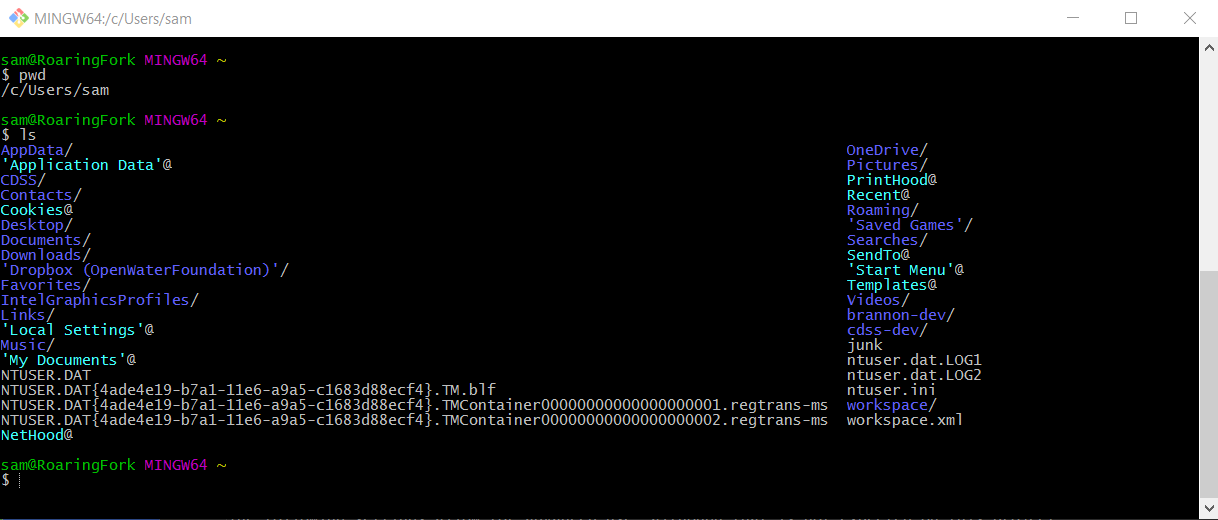 MINGW64:/c/Users/sam
sam@RoaringFork MINGW64 ~
$ pwd
/c/Users/sam
sam@RoaringFork MINGW64 ~
$ ls
AppData/ OneDrive/
'Application Data'@ Pictures/
CDSS/ PrintHood@
Contacts/ Recent@
Cookies@ Roaming/
Desktop/ 'Saved Games'/
Documents/ Searches/
Downloads/ SendTo@
'Dropbox (OpenWaterFoundation)'/ 'Start Menu'@
Favorites/ Templates@
IntelGraphicsProfiles/ Videos/
Links/ brannon-dev/
'Local Settings'@ cdss-dev/
Music/ junk
'My Documents'@ ntuser.dat.LOG1
NTUSER.DAT ntuser.dat.LOG2
NTUSER.DAT{4ade4e19-b7a1-11e6-a9a5-c1683d88ecf4}.TM.blf ntuser.ini
NTUSER.DAT{4ade4e19-b7a1-11e6-a9a5-c1683d88ecf4}.TMContainer00000000000000000001.regtrans-ms workspace/
NTUSER.DAT{4ade4e19-b7a1-11e6-a9a5-c1683d88ecf4}.TMContainer00000000000000000002.regtrans-ms workspace.xml
NetHood@
sam@RoaringFork MINGW64 ~
$